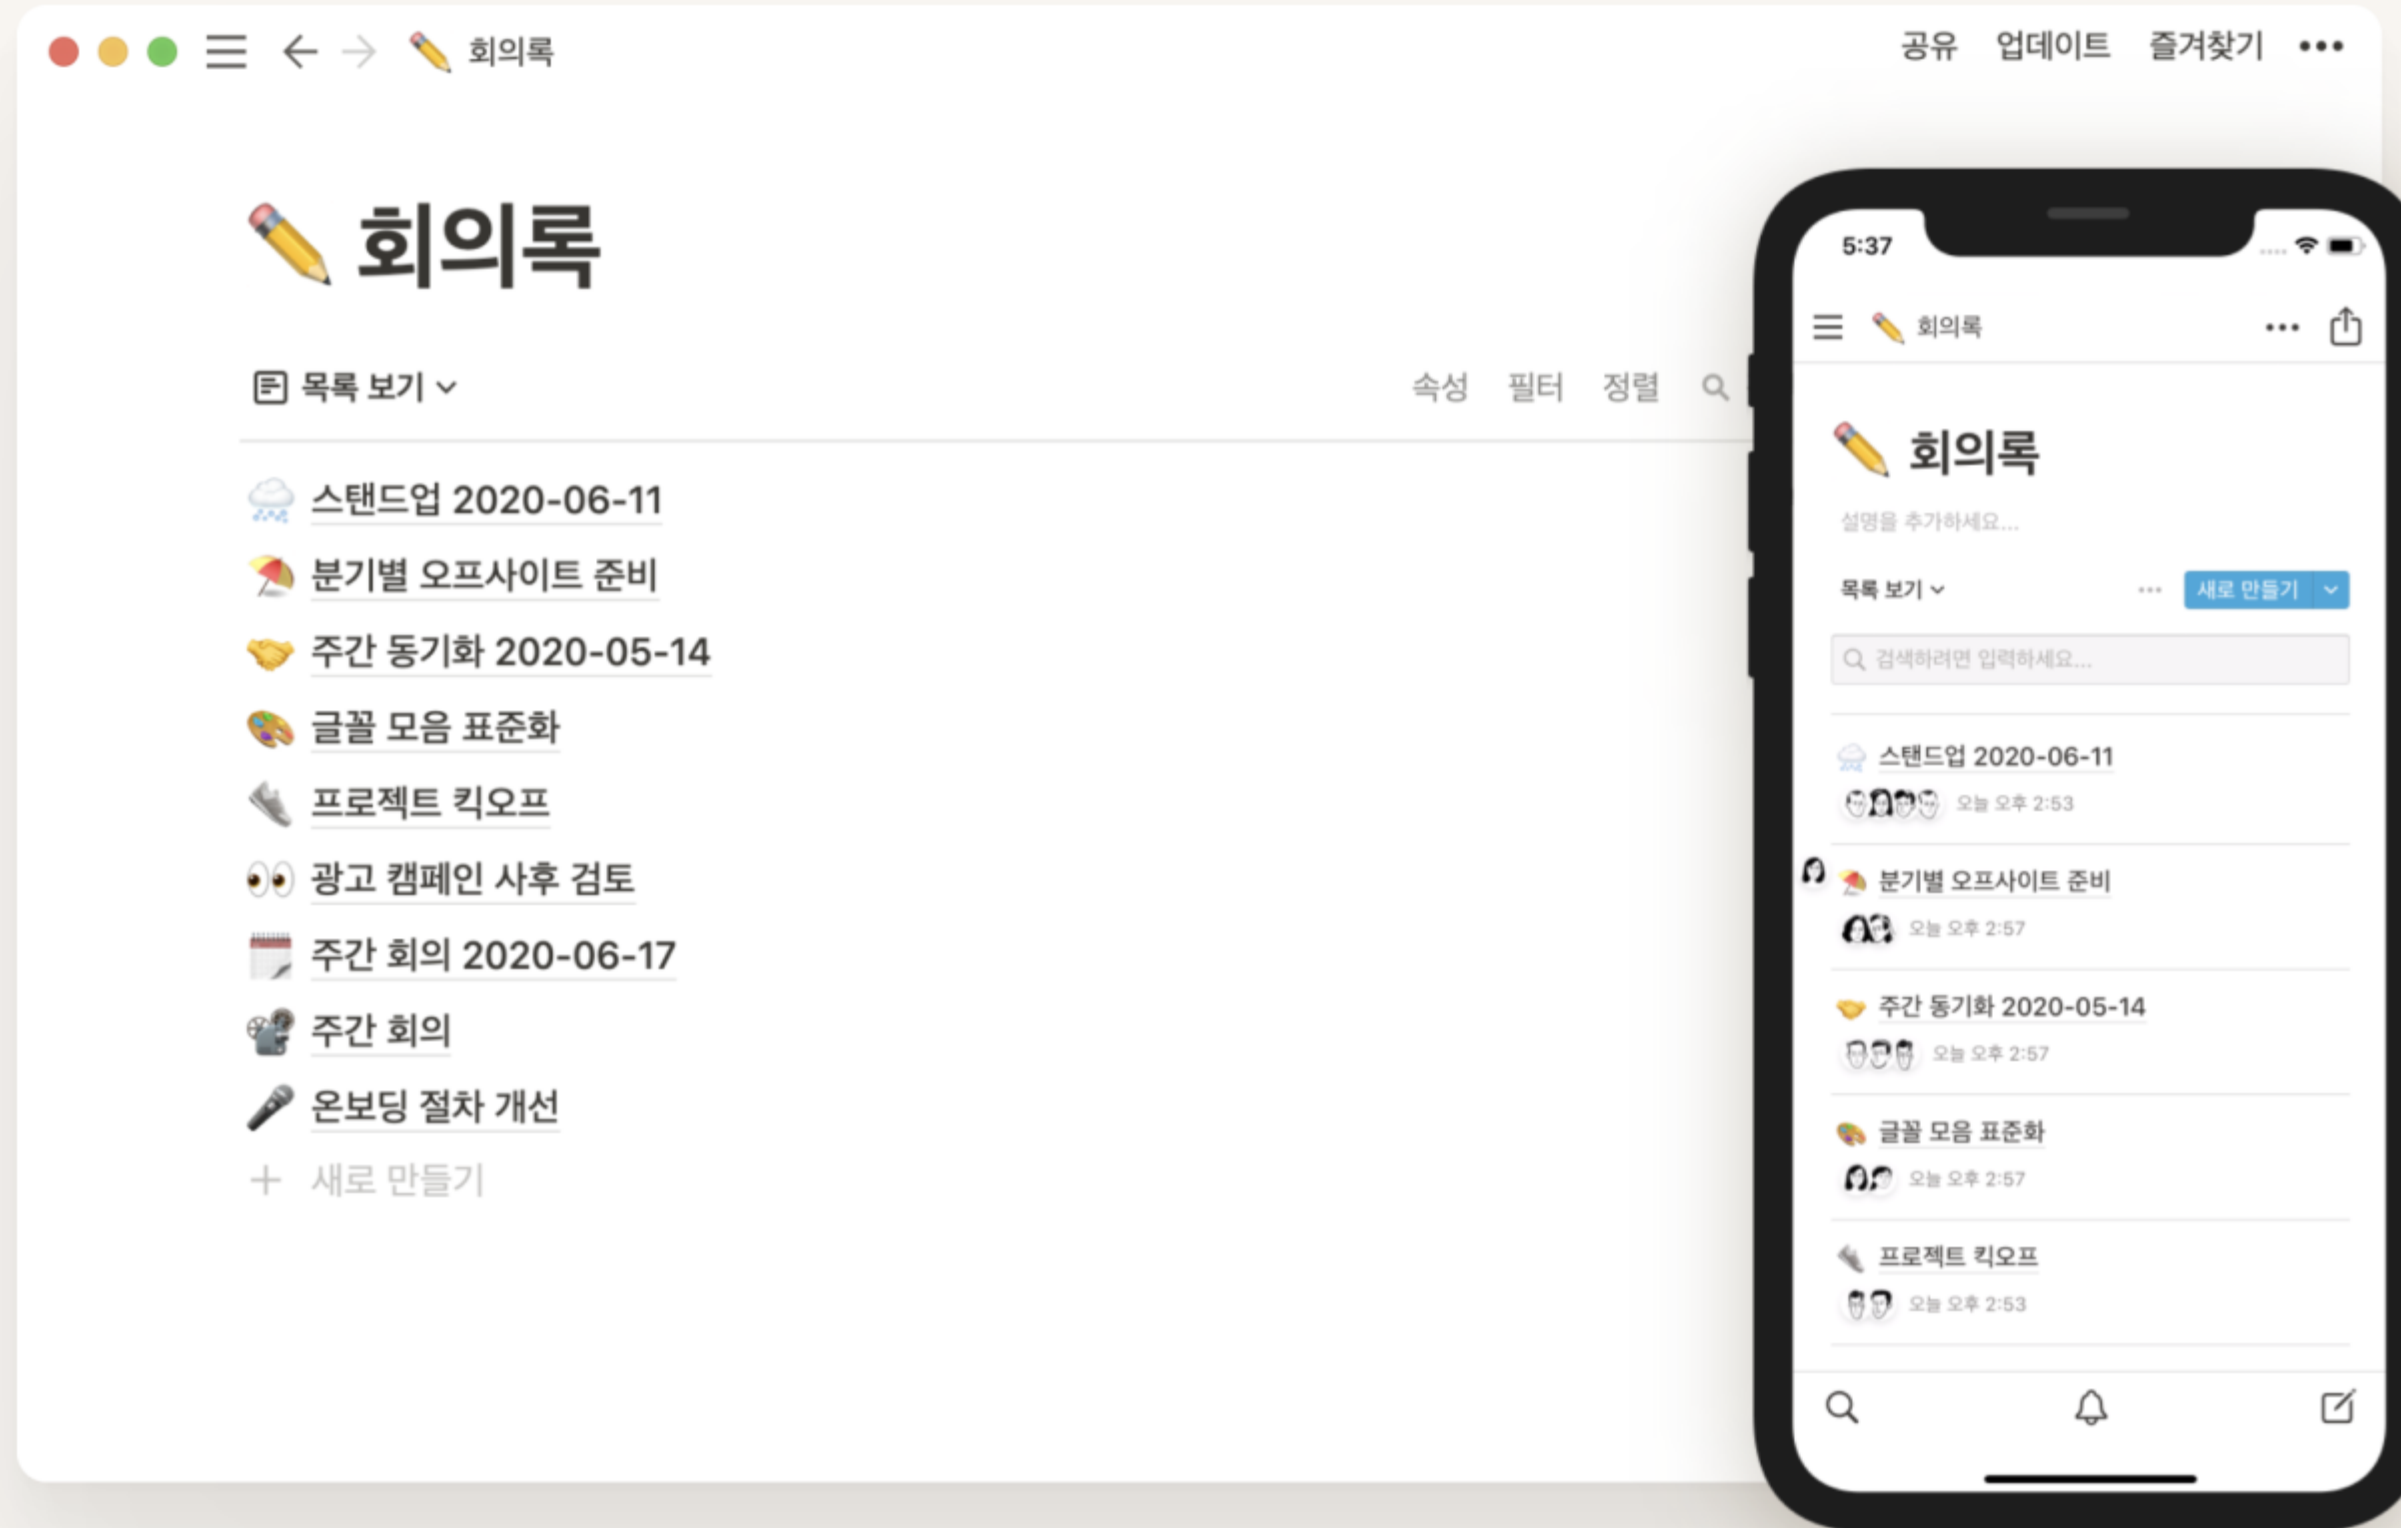 회의록
공유 업데이트 즐겨찾기
회의록
목록 보기
속성 필터 정렬
스탠드업 2020-06-11
분기별 오프사이트 준비
주간 동기화 2020-05-14
글꼴 모음 표준화
프로젝트 킥오프
광고 캠페인 사후 검토
주간 회의 2020-06-17
주간 회의
온보딩 절차 개선
새로 만들기
5:37
회의록
회의록
설명을 추가하세요...
목록 보기
새로 만들기
검색하려면 입력하세요...
스탠드업 2020-06-11
오늘 오후 2:53
분기별 오프사이트 준비
오늘 오후 2:57
주간 동기화 2020-05-14
오늘 오후 2:57
글꼴 모음 표준화
오늘 오후 2:57
프로젝트 킥오프
오늘 오후 2:53